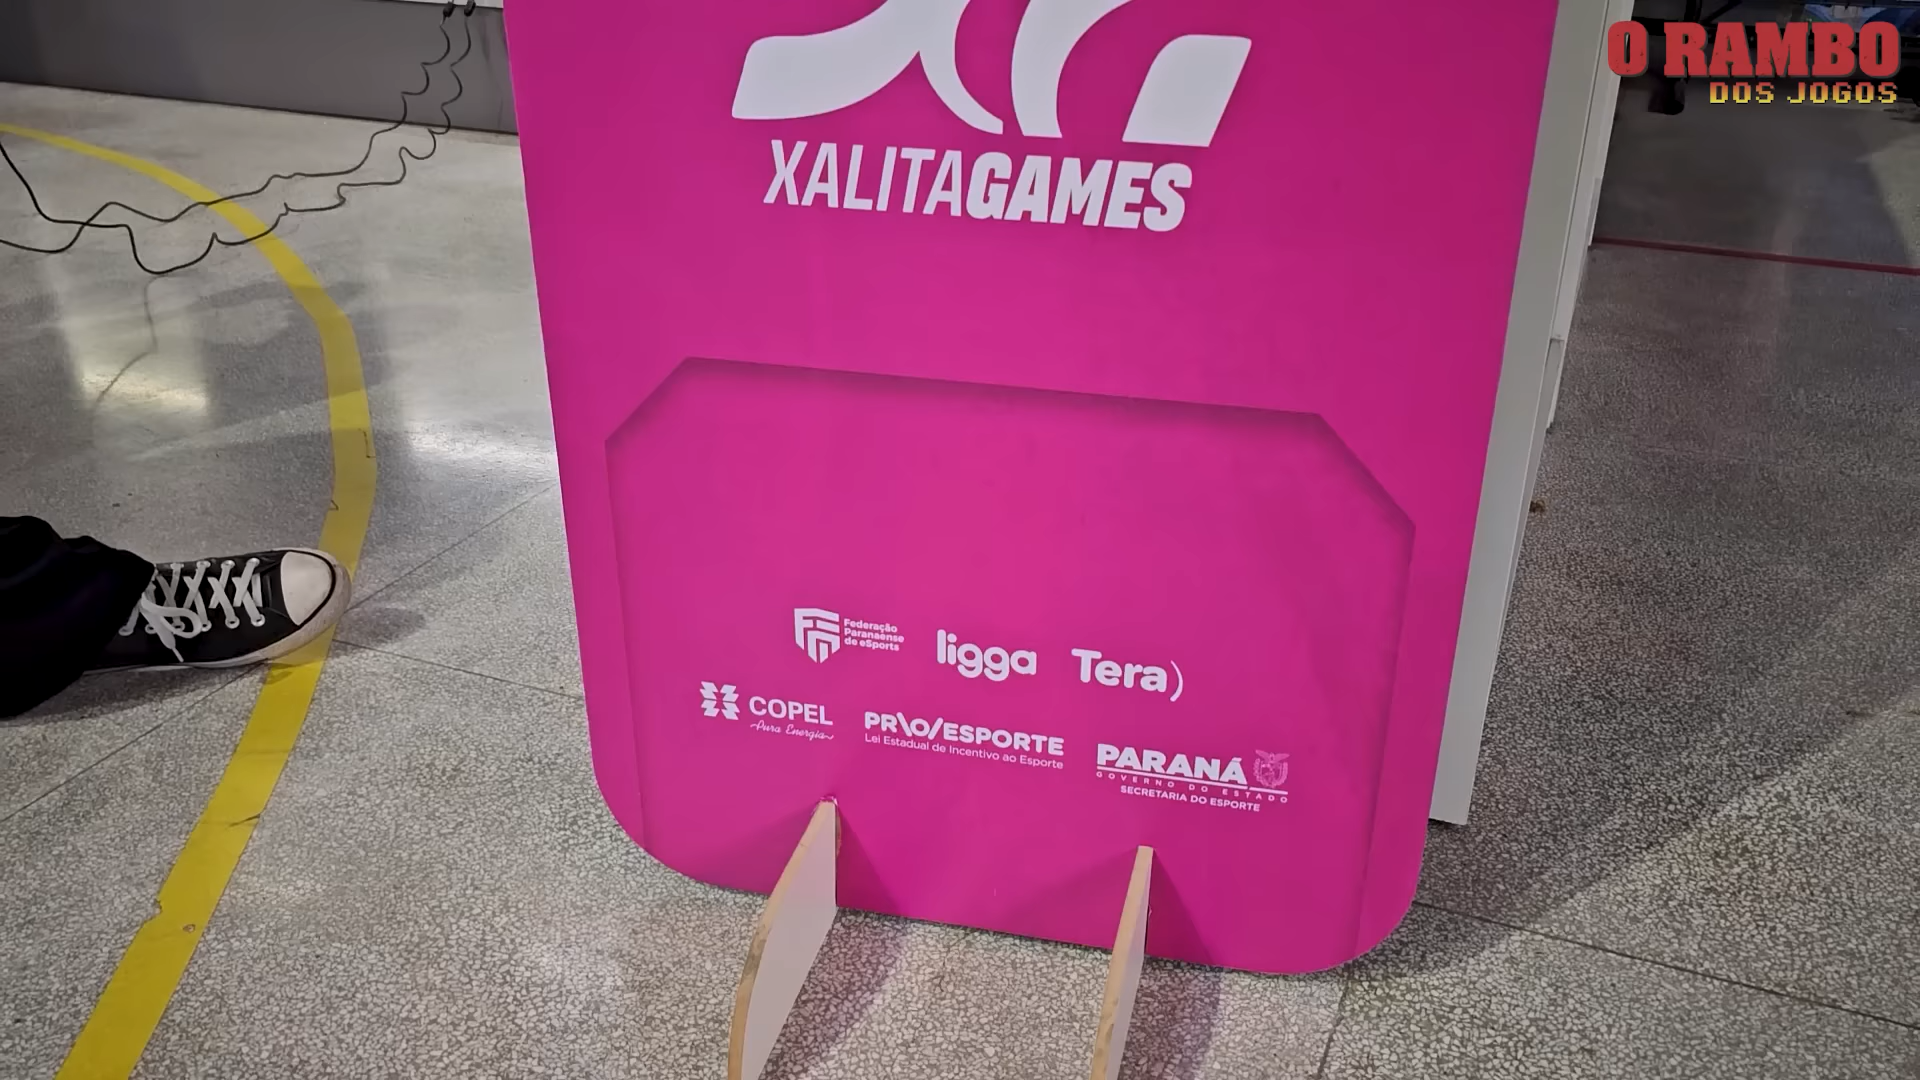 O RAMBO
DOS JOGOS
XALITAGAMES
Federação
Paranaense
de eSports
ligga
Tera)
COPEL
Pura Energia
PR\O/ESPORTE
Lei Estadual de Incentivo ao Esporte
PARANÁ
GOVERNO DO ESTADO
SECRETARIA DO ESPORTE